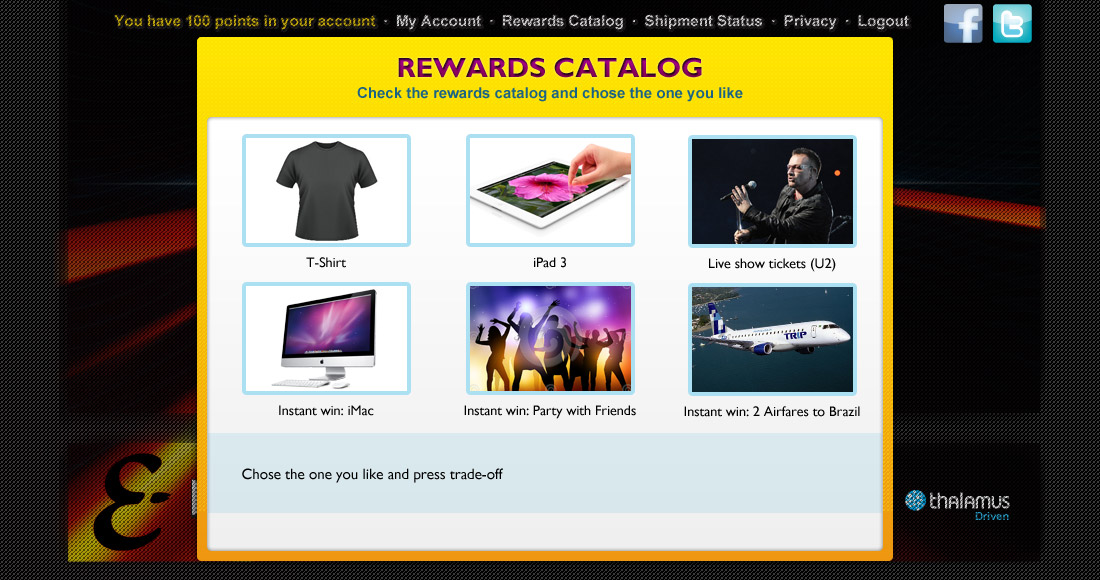 You have 100 points in your account · My Account · Rewards Catalog · Shipment Status · Privacy · Logout
REWARDS CATALOG
Check the rewards catalog and chose the one you like
T-Shirt
iPad 3
Live show tickets (U2)
TRIP
Instant win: iMac
Instant win: Party with Friends
Instant win: 2 Airfares to Brazil
Chose the one you like and press trade-off
thalamus
Driven